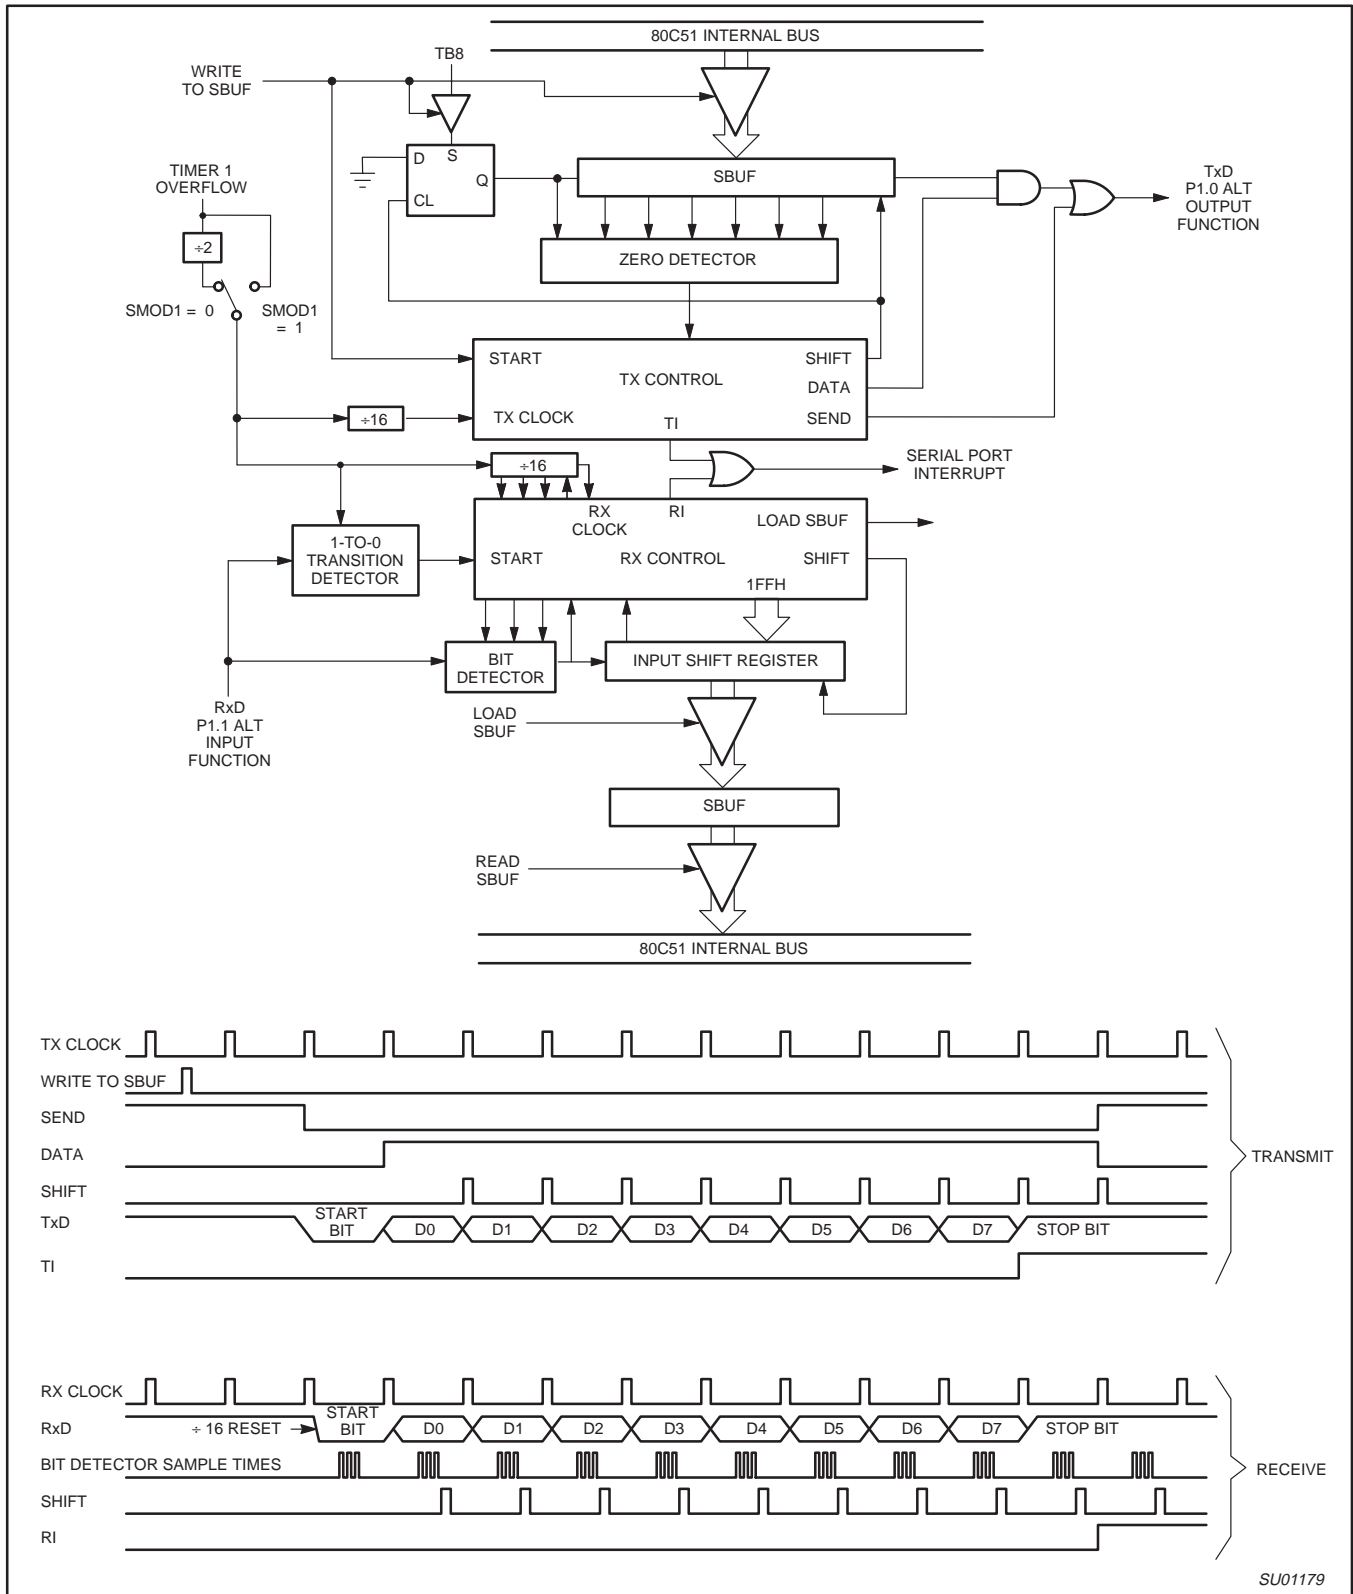 80C51 INTERNAL BUS
TB8
WRITE
TO SBUF
D
S
Q
CL
SBUF
TxD
P1.0 ALT
OUTPUT
FUNCTION
TIMER 1
OVERFLOW
÷2
ZERO DETECTOR
SMOD1 = 0
SMOD1
= 1
START
SHIFT
TX CONTROL
DATA
÷16
TX CLOCK
TI
SEND
SERIAL PORT
INTERRUPT
÷16
RX
CLOCK
RI
LOAD SBUF
1-TO-0
TRANSITION
DETECTOR
START
RX CONTROL
SHIFT
1FFH
BIT
DETECTOR
INPUT SHIFT REGISTER
RxD
P1.1 ALT
INPUT
FUNCTION
LOAD
SBUF
SBUF
READ
SBUF
80C51 INTERNAL BUS
TX CLOCK
WRITE TO SBUF
SEND
DATA
TRANSMIT
SHIFT
TxD
START
BIT
D0 D1 D2 D3 D4 D5 D6 D7 STOP BIT
TI
RX CLOCK
RxD
÷ 16 RESET
START
BIT
D0 D1 D2 D3 D4 D5 D6 D7 STOP BIT
BIT DETECTOR SAMPLE TIMES
RECEIVE
SHIFT
RI
SU01179